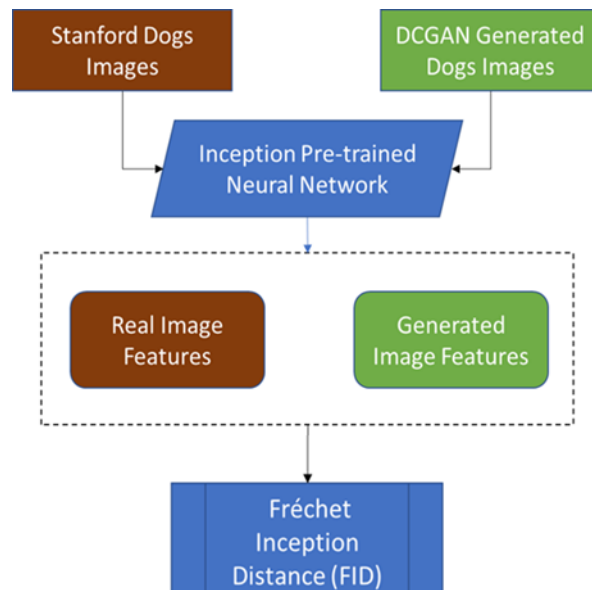 Stanford Dogs
Images
DCGAN Generated
Dogs Images
Inception Pre-trained
Neural Network
Real Image
Features
Generated
Image Features
Fréchet
Inception
Distance (FID)